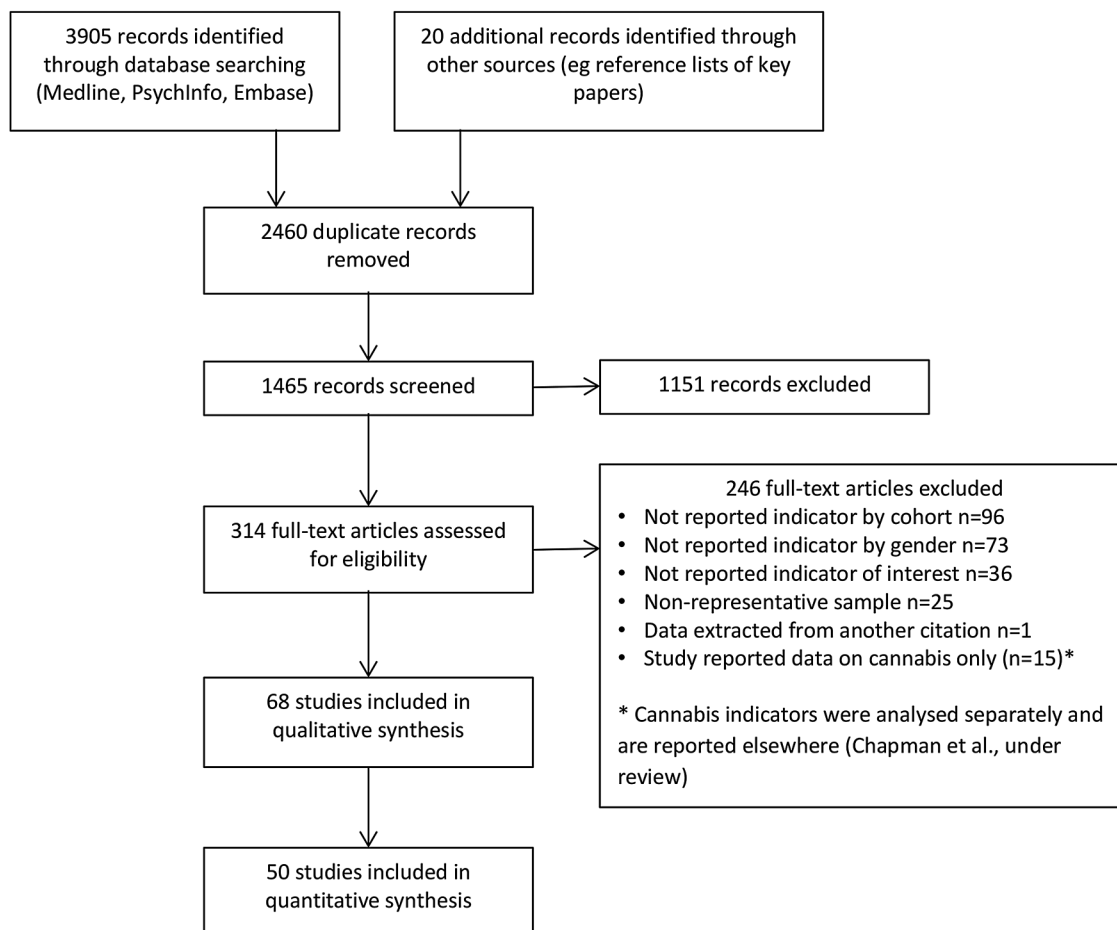 3905 records identified
through database searching
(Medline, PsychInfo, Embase)
20 additional records identified through
other sources (eg reference lists of key
papers)
2460 duplicate records
removed
1465 records screened
1151 records excluded
314 full-text articles assessed
for eligibility
246 full-text articles excluded
• Not reported indicator by cohort n=96
• Not reported indicator by gender n=73
• Not reported indicator of interest n=36
• Non-representative sample n=25
• Data extracted from another citation n=1
• Study reported data on cannabis only (n=15)*
* Cannabis indicators were analysed separately and
are reported elsewhere (Chapman et al., under
review)
68 studies included in
qualitative synthesis
50 studies included in
quantitative synthesis